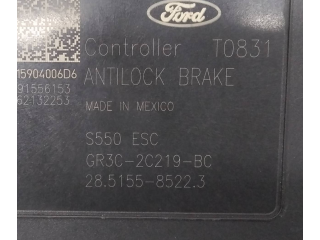 Ford
Controller T0831
15904006D6
ANTILOCK BRAKE
91556153
62132253
MADE IN MEXICO
S550 ESC
GR3C-2C219-BC
28.5155-8522.3